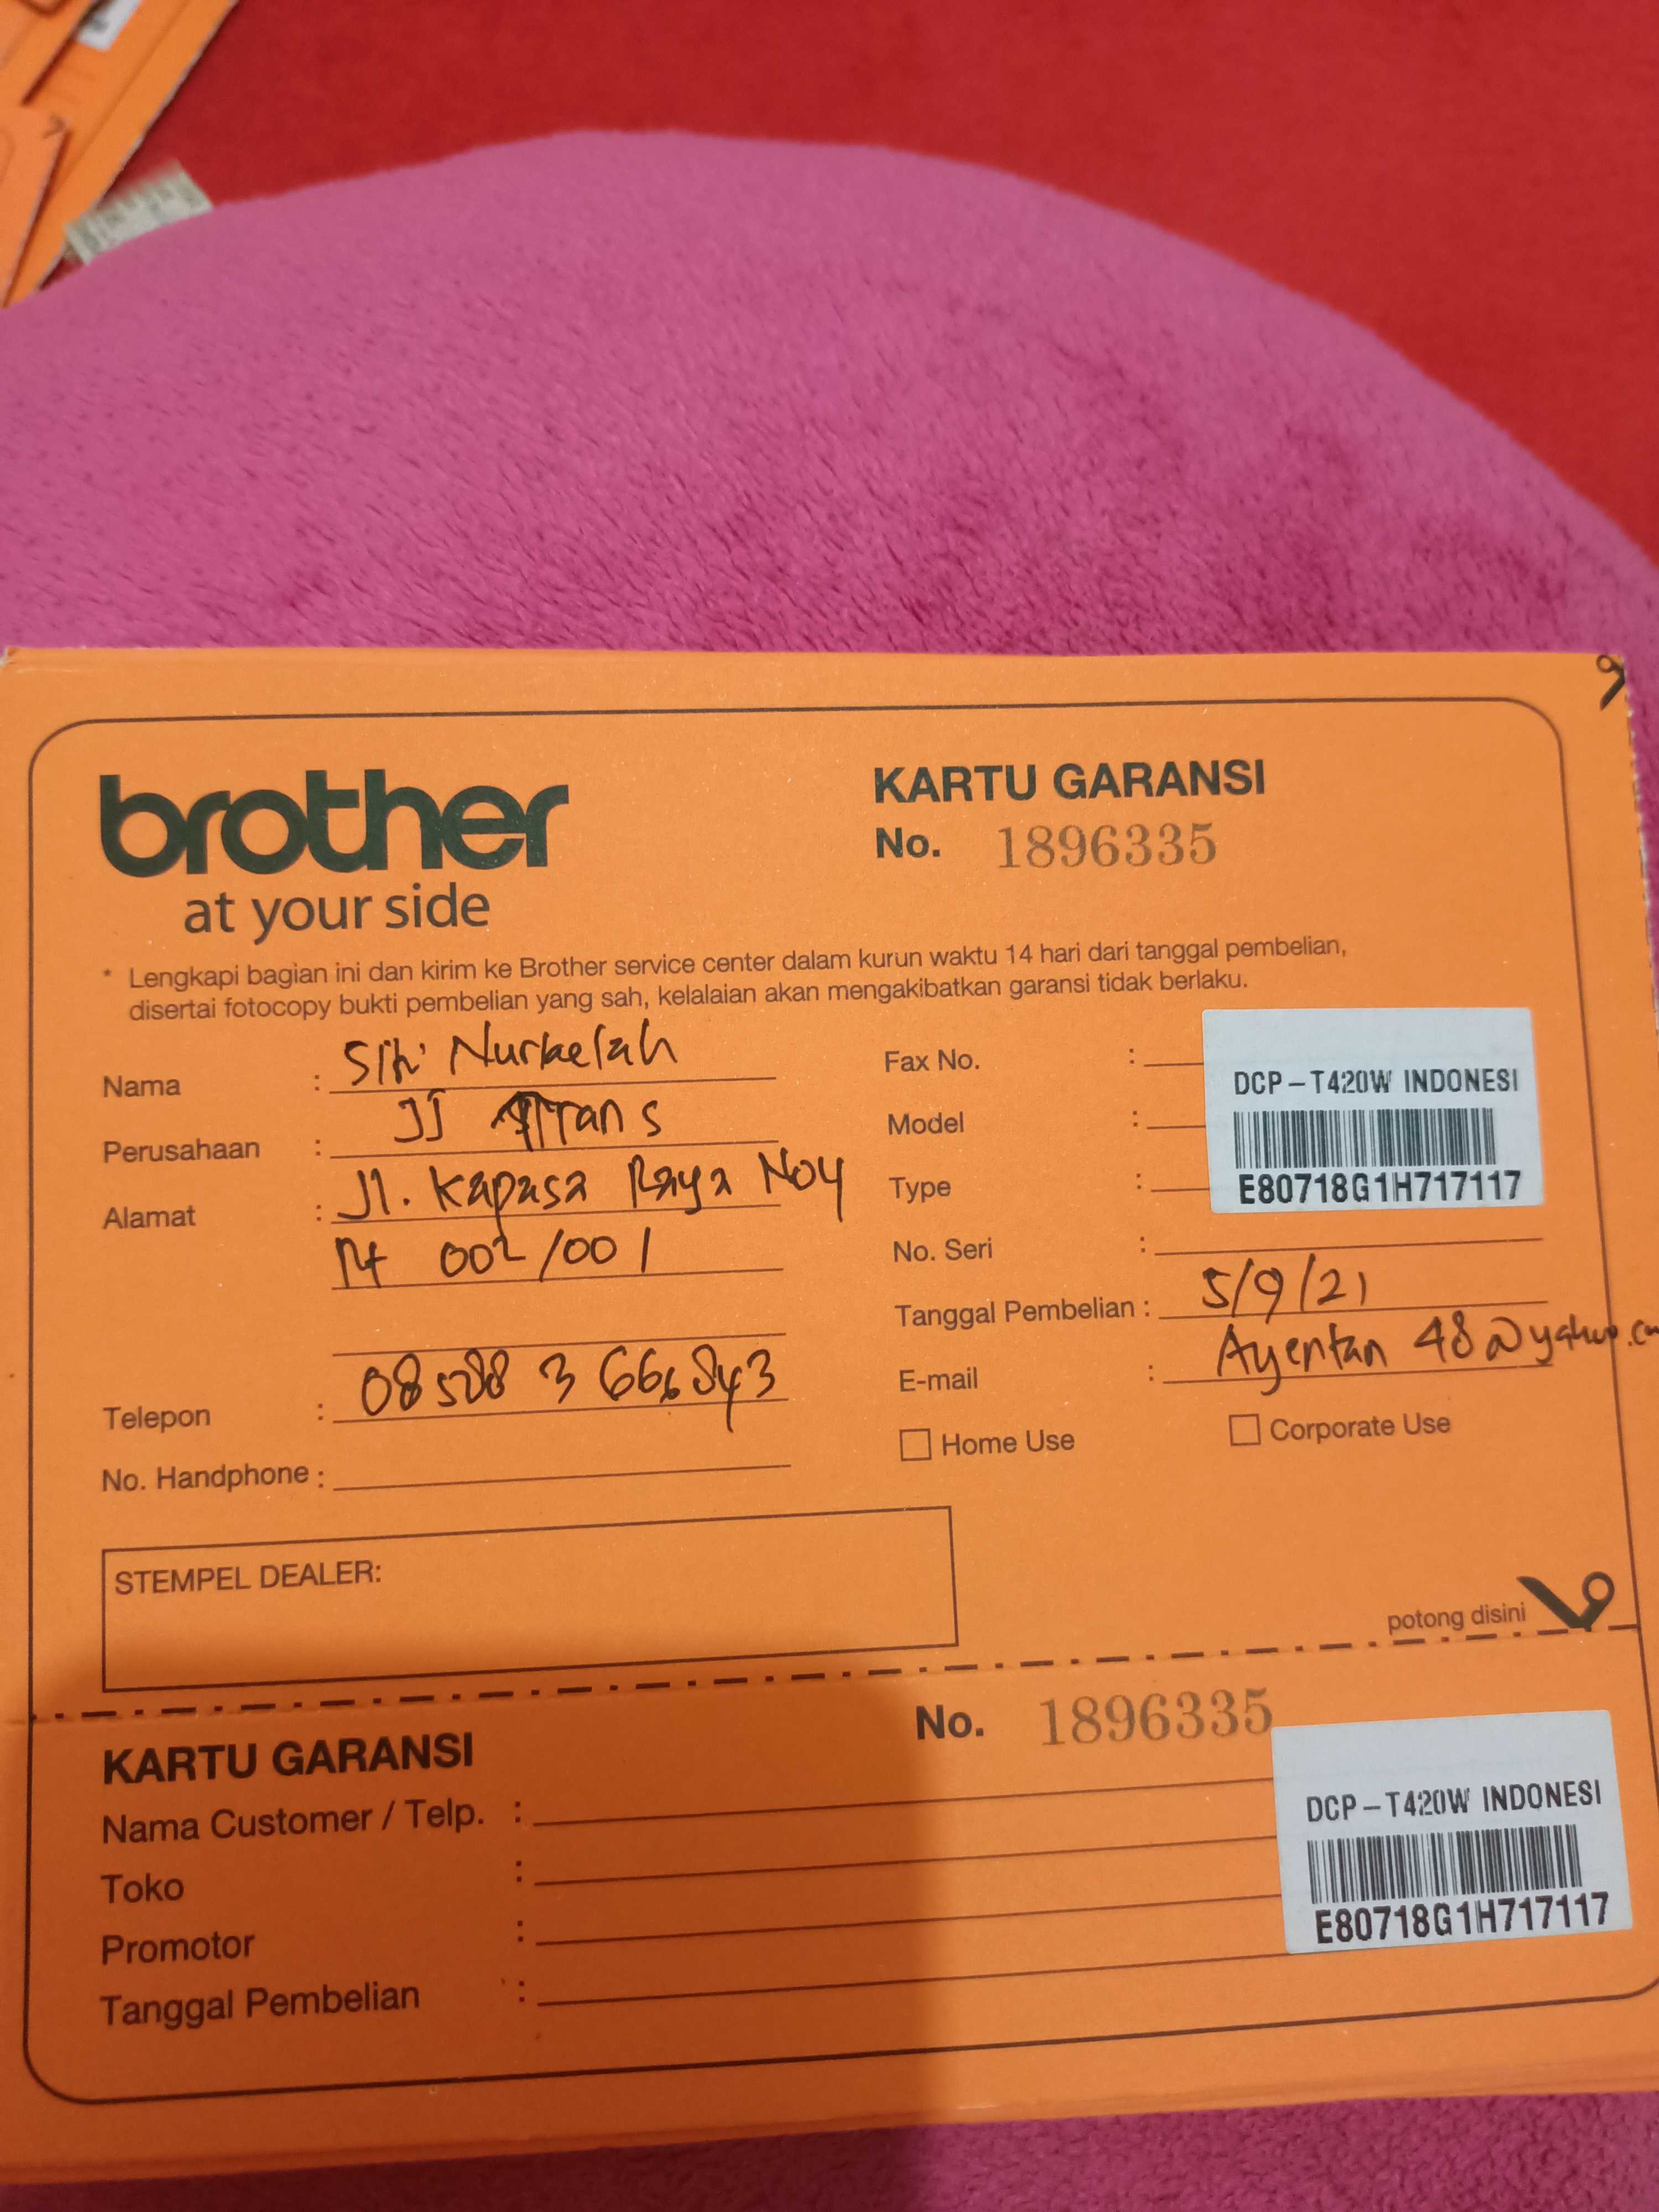 brother
at your side
KARTU GARANSI
No. 1896335
* Lengkapi bagian ini dan kirim ke Brother service center dalam kurun waktu 14 hari dari tanggal pembelian,
disertai fotocopy bukti pembelian yang sah, kelalaian akan mengakibatkan garansi tidak berlaku.
Nama : Siti Nurkelah
Perusahaan : JJ Trans
Alamat : Jl. Kapasa Raya No4
Rt 002/001
Telepon :
No. Handphone :
Fax No. :
Model :
Type :
DCP-T420W INDONESI
E80718G1H717117
No. Seri :
Tanggal Pembelian : 5/9/21
E-mail : Ayentan 48@yahoo.com
Home Use
Corporate Use
STEMPEL DEALER:
potong disini
KARTU GARANSI
No. 1896335
Nama Customer / Telp. :
Toko :
Promotor :
Tanggal Pembelian :
DCP-T420W INDONESI
E80718G1H717117